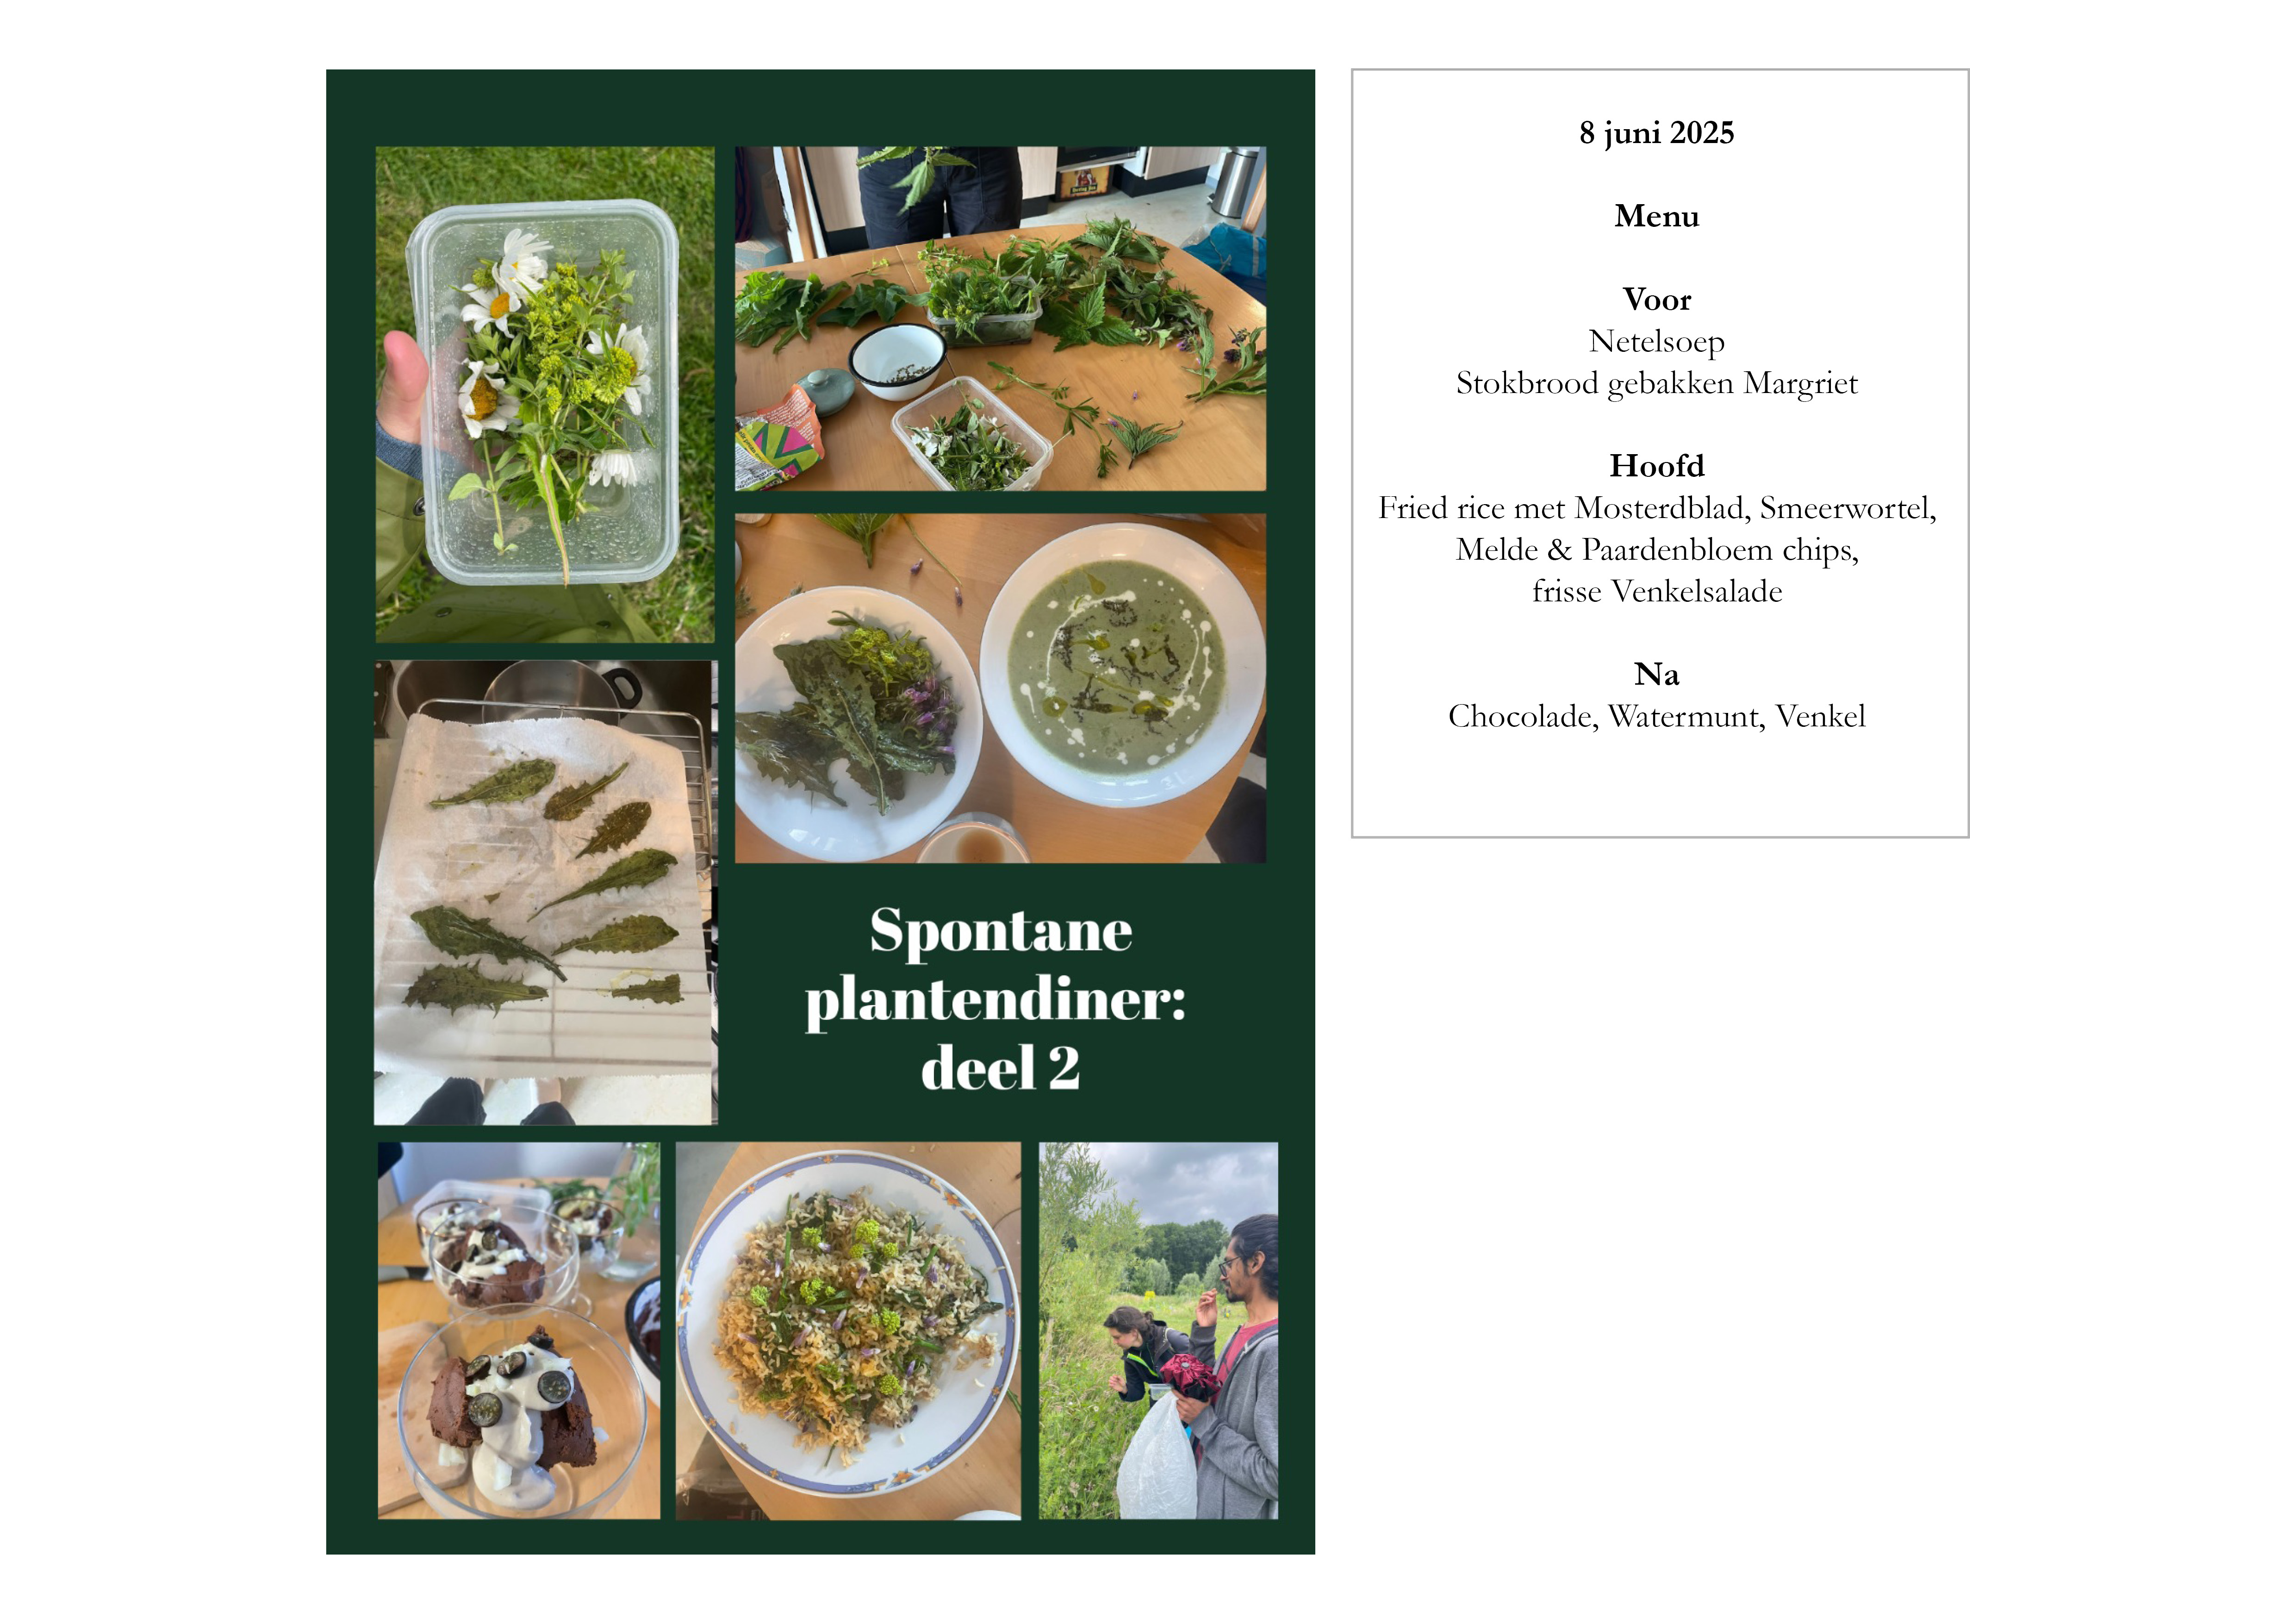 Spontane
plantendiner:
deel 2
8 juni 2025
Menu
Voor
Netelsoep
Stokbrood gebakken Margriet
Hoofd
Fried rice met Mosterdblad, Smeerwortel,
Melde & Paardenbloem chips,
frisse Venkelsalade
Na
Chocolade, Watermunt, Venkel